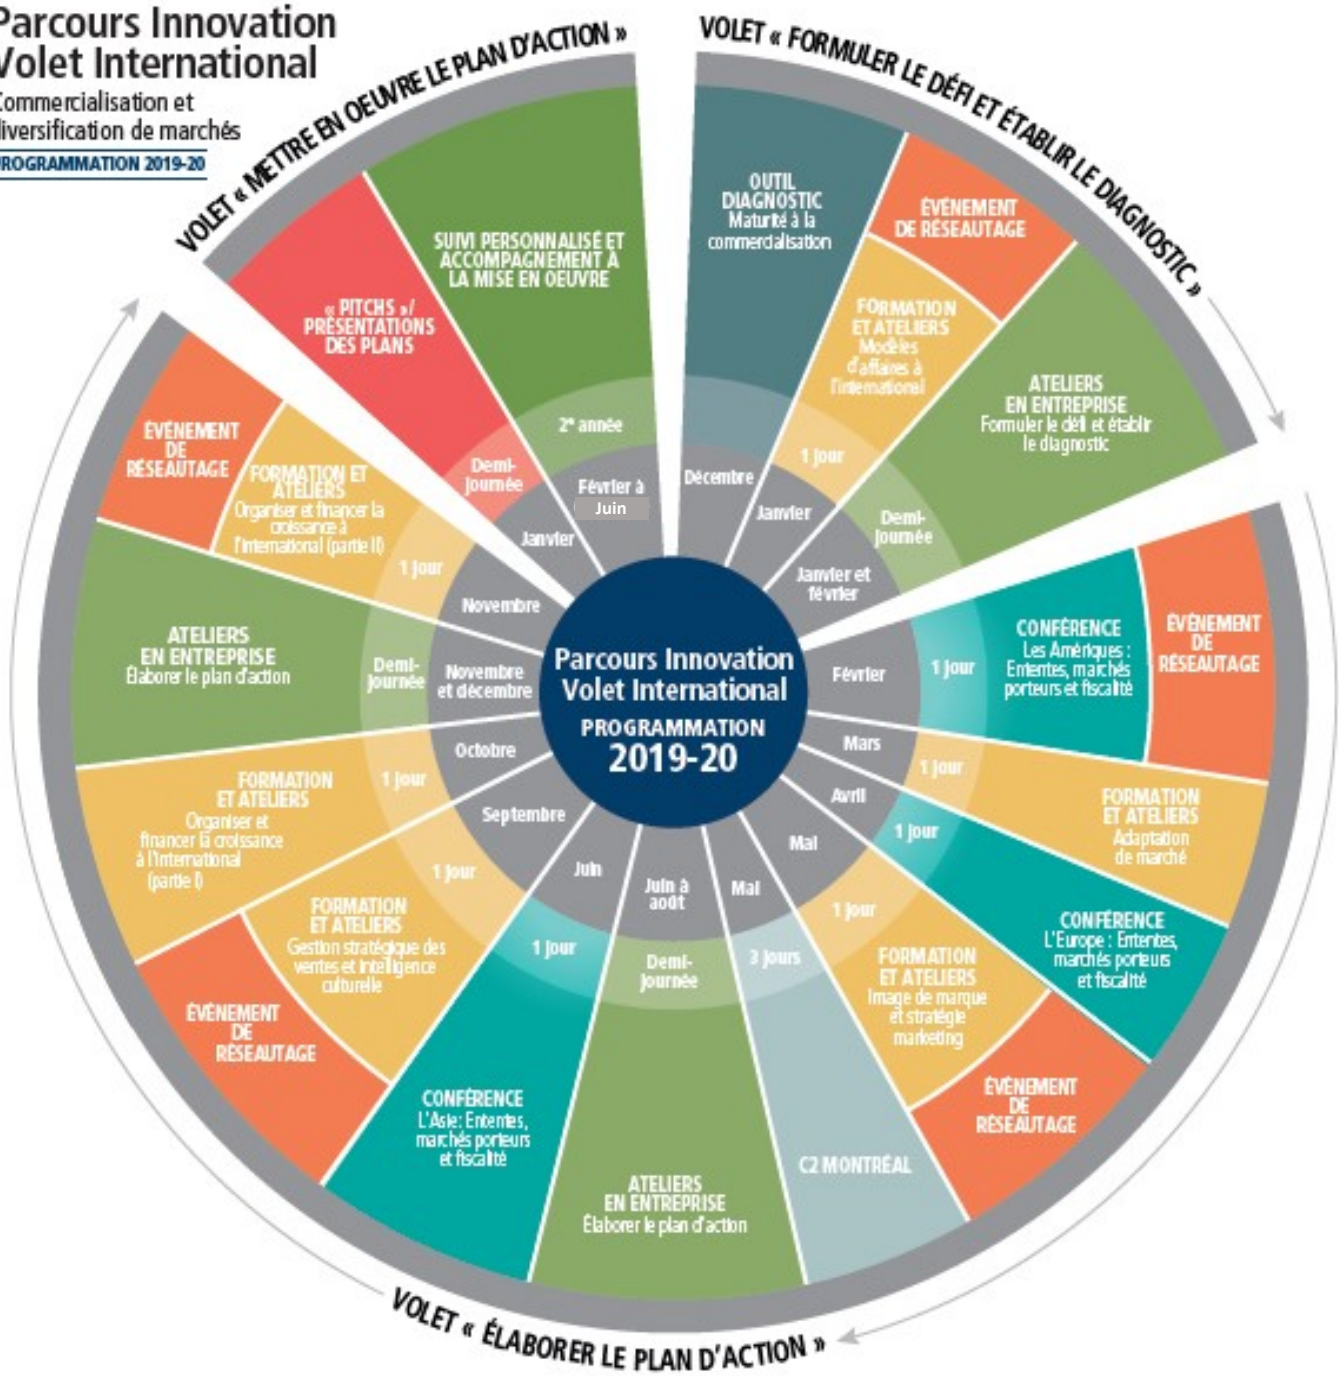 Parcours Innovation
Volet International
Commercialisation et
diversification de marchés
PROGRAMMATION 2019-20
VOLET « FORMULER LE DÉFI ET ÉTABLIR LE DIAGNOSTIC »
OUTIL
DIAGNOSTIC
Maturité à la
commercialisation
Décembre
ÉVÉNEMENT
DE RÉSEAUTAGE
FORMATION
ET ATELIERS
Modèles
d'affaires à
l'international
1 jour
Janvier
ATELIERS
EN ENTREPRISE
Formuler le défi et établir
le diagnostic
Demi-
journée
Janvier et
février
VOLET « ÉLABORER LE PLAN D'ACTION »
ÉVÉNEMENT
DE
RÉSEAUTAGE
CONFÉRENCE
Les Amériques :
Ententes, marchés
porteurs et fiscalité
1 jour
Février
FORMATION
ET ATELIERS
Adaptation
de marché
1 jour
Mars
CONFÉRENCE
L'Europe : Ententes,
marchés porteurs
et fiscalité
1 jour
Avril
FORMATION
ET ATELIERS
Image de marque
et stratégie
marketing
1 jour
Mai
ÉVÉNEMENT
DE
RÉSEAUTAGE
C2 MONTRÉAL
3 jours
Mai
ATELIERS
EN ENTREPRISE
Élaborer le plan d'action
Demi-
journée
Juin à
août
CONFÉRENCE
L'Asie: Ententes,
marchés porteurs
et fiscalité
1 jour
Juin
FORMATION
ET ATELIERS
Gestion stratégique des
ventes et intelligence
culturelle
1 jour
Septembre
ÉVÉNEMENT
DE
RÉSEAUTAGE
FORMATION
ET ATELIERS
Organiser et
financer la croissance
à l'international
(partie I)
1 jour
Octobre
ATELIERS
EN ENTREPRISE
Élaborer le plan d'action
Demi-
journée
Novembre
et décembre
ÉVÉNEMENT
DE
RÉSEAUTAGE
FORMATION ET
ATELIERS
Organiser et financer la
croissance à
l'international (partie II)
1 jour
Novembre
VOLET « METTRE EN OEUVRE LE PLAN D'ACTION »
« PITCHS »/
PRÉSENTATIONS
DES PLANS
Demi-
journée
Janvier
SUIVI PERSONNALISÉ ET
ACCOMPAGNEMENT À
LA MISE EN OEUVRE
2e année
Février à
Juin
Parcours Innovation
Volet International
PROGRAMMATION
2019-20